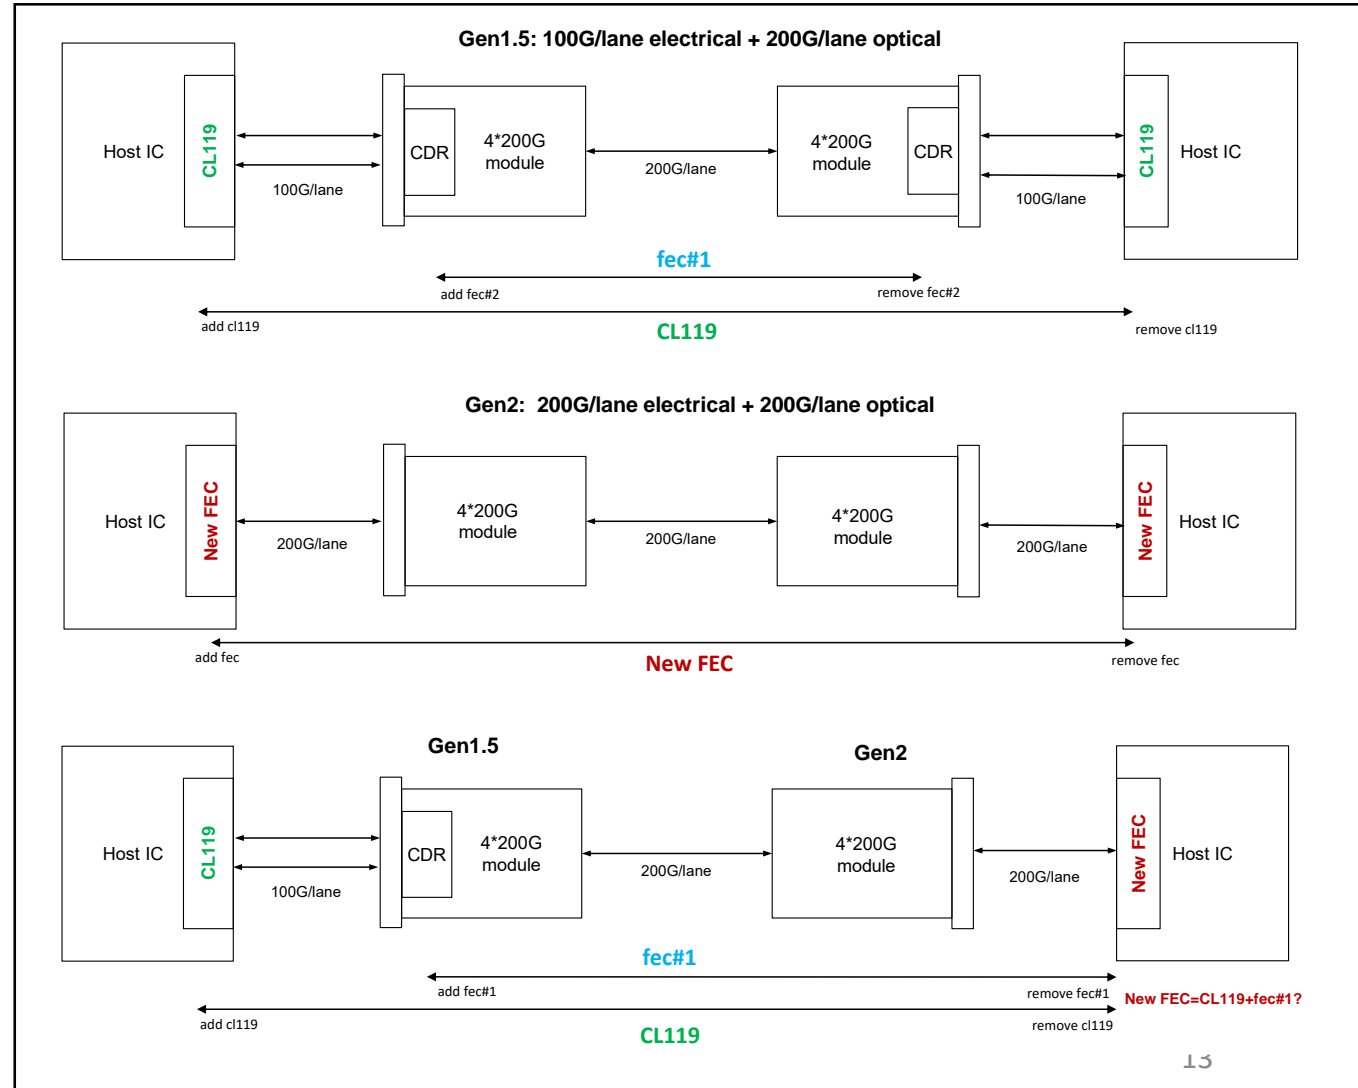 Gen1.5: 100G/lane electrical + 200G/lane optical
Host IC
CL119
100G/lane
CDR
4*200G
module
200G/lane
4*200G
module
CDR
100G/lane
CL119
Host IC
fec#1
add fec#2
remove fec#2
add cl119
CL119
remove cl119
Gen2: 200G/lane electrical + 200G/lane optical
Host IC
New FEC
200G/lane
4*200G
module
200G/lane
4*200G
module
200G/lane
New FEC
Host IC
add fec
New FEC
remove fec
Gen1.5
Gen2
Host IC
CL119
100G/lane
CDR
4*200G
module
200G/lane
4*200G
module
200G/lane
New FEC
Host IC
fec#1
add fec#1
remove fec#1
New FEC=CL119+fec#1?
add cl119
CL119
remove cl119
13